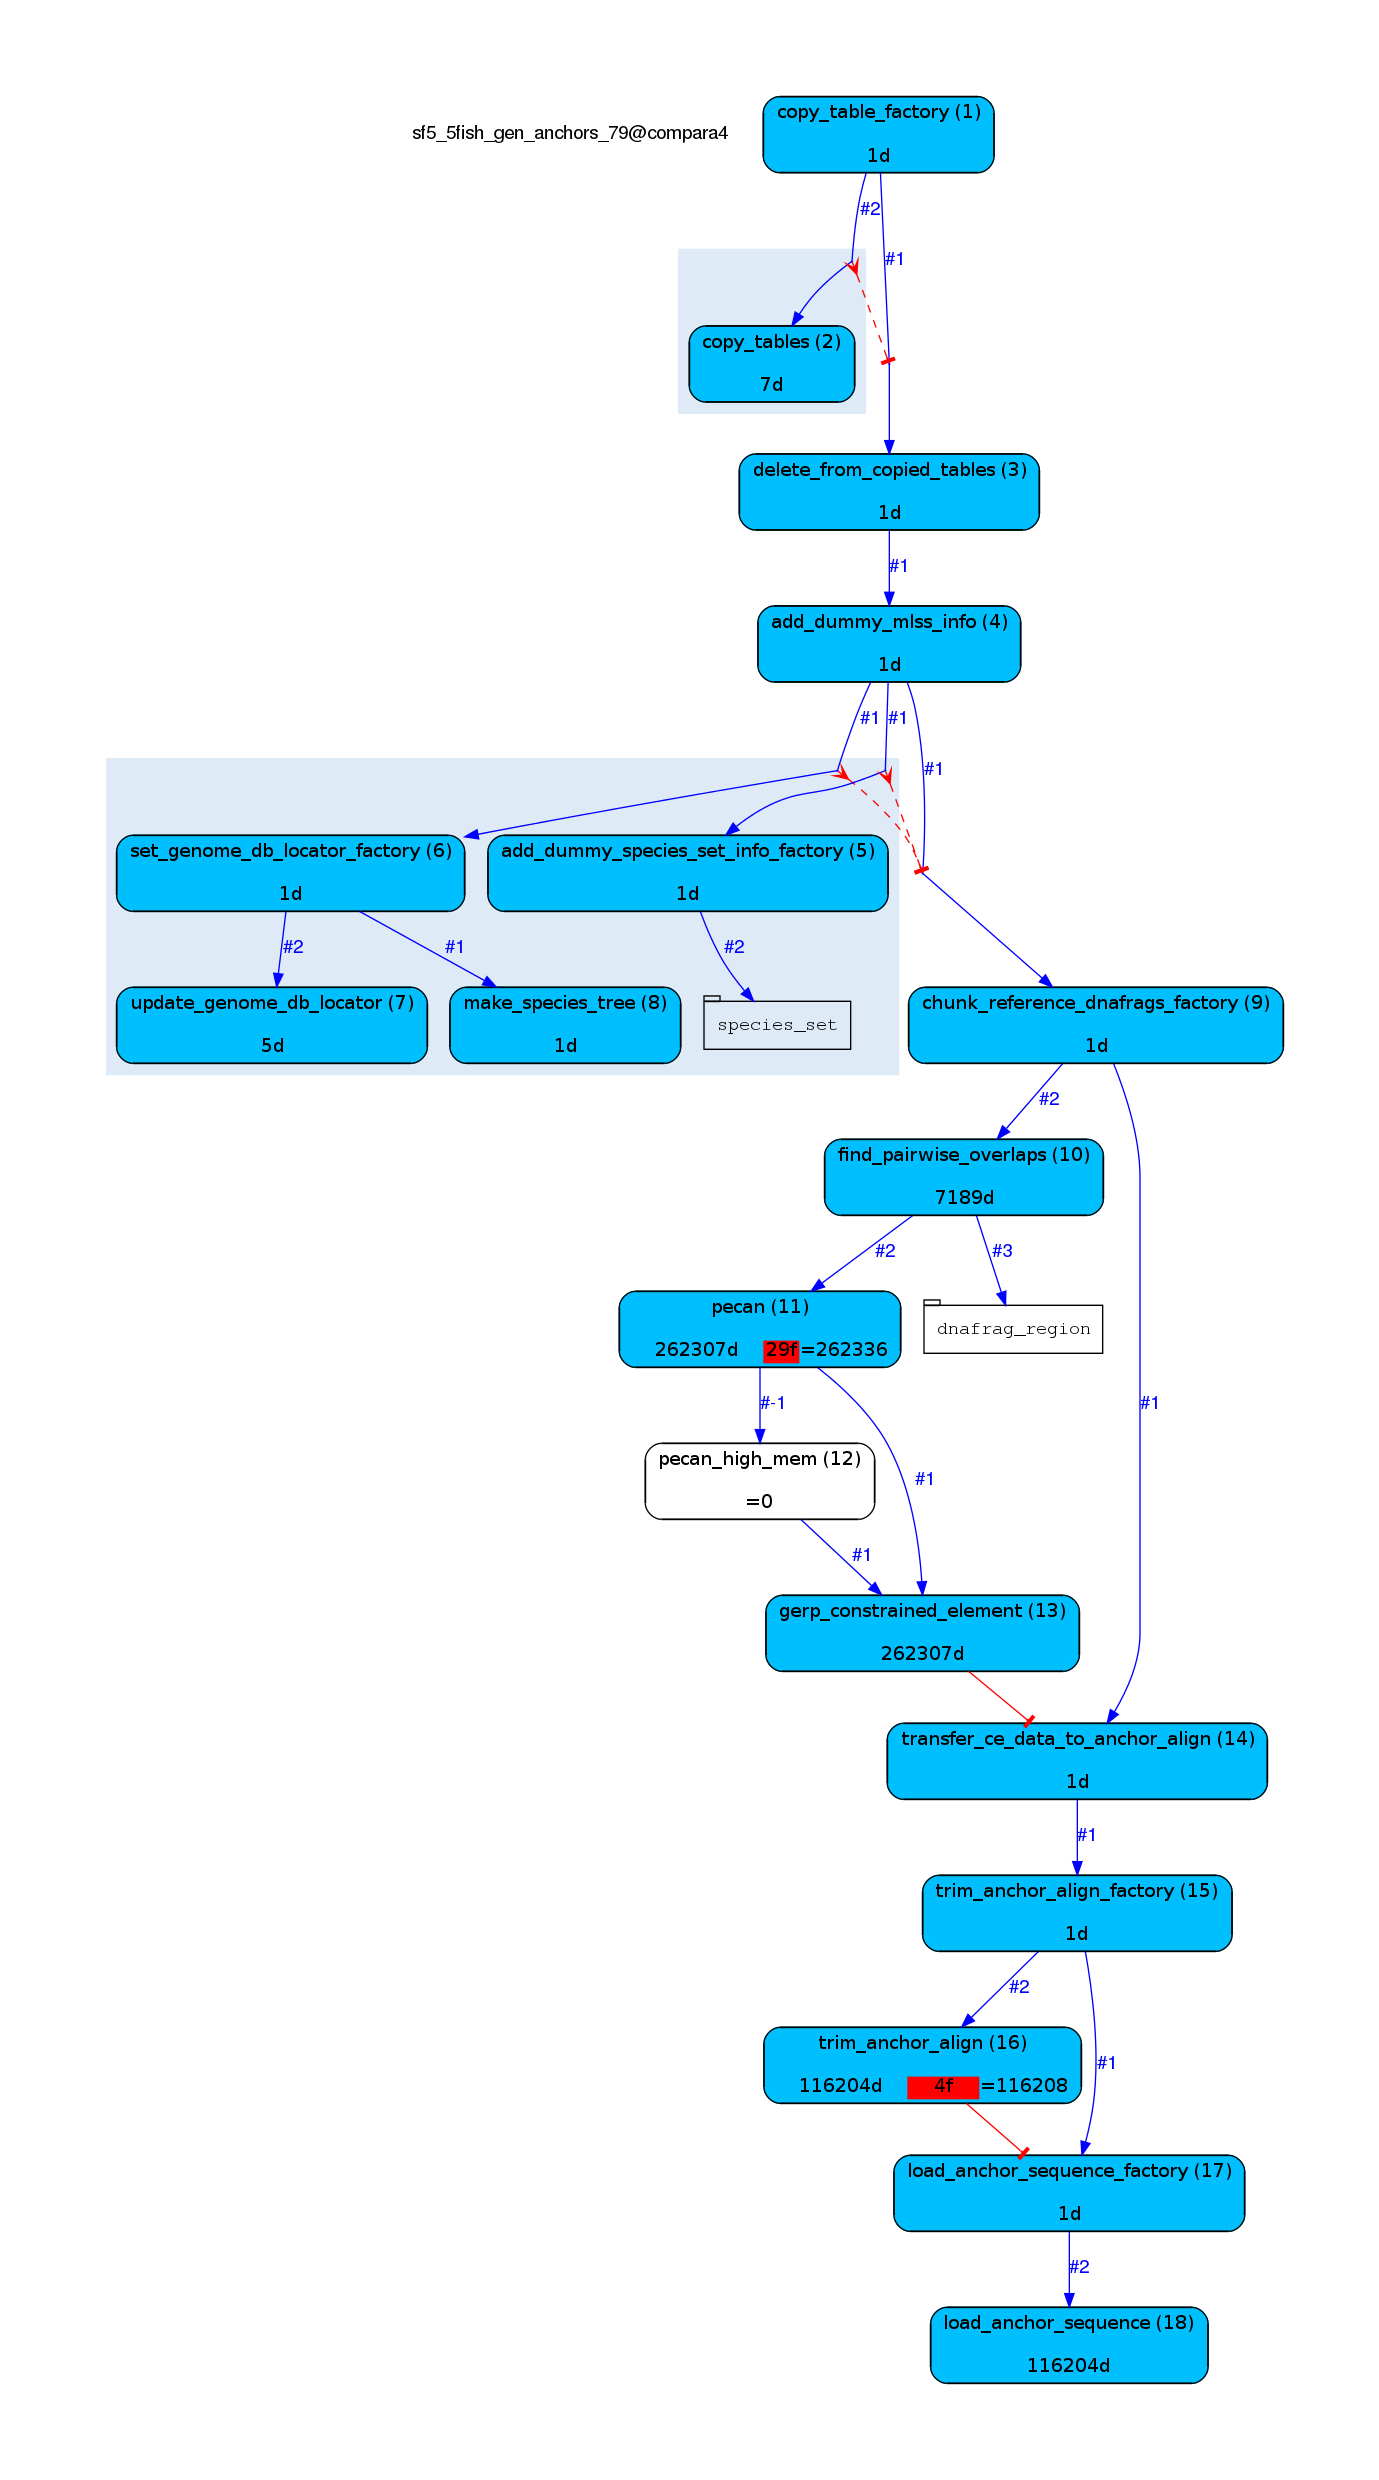 sf5_5fish_gen_anchors_79@compara4
copy_table_factory (1)
1d
#2
#1
copy_tables (2)
7d
delete_from_copied_tables (3)
1d
#1
add_dummy_mlss_info (4)
1d
#1
#1
#1
set_genome_db_locator_factory (6)
1d
add_dummy_species_set_info_factory (5)
1d
#2
#1
#2
update_genome_db_locator (7)
5d
make_species_tree (8)
1d
species_set
chunk_reference_dnafrags_factory (9)
1d
#2
find_pairwise_overlaps (10)
7189d
#2
#3
pecan (11)
262307d 29f=262336
dnafrag_region
#-1
#1
pecan_high_mem (12)
=0
#1
#1
gerp_constrained_element (13)
262307d
transfer_ce_data_to_anchor_align (14)
1d
#1
trim_anchor_align_factory (15)
1d
#2
trim_anchor_align (16)
116204d 4f =116208
#1
load_anchor_sequence_factory (17)
1d
#2
load_anchor_sequence (18)
116204d